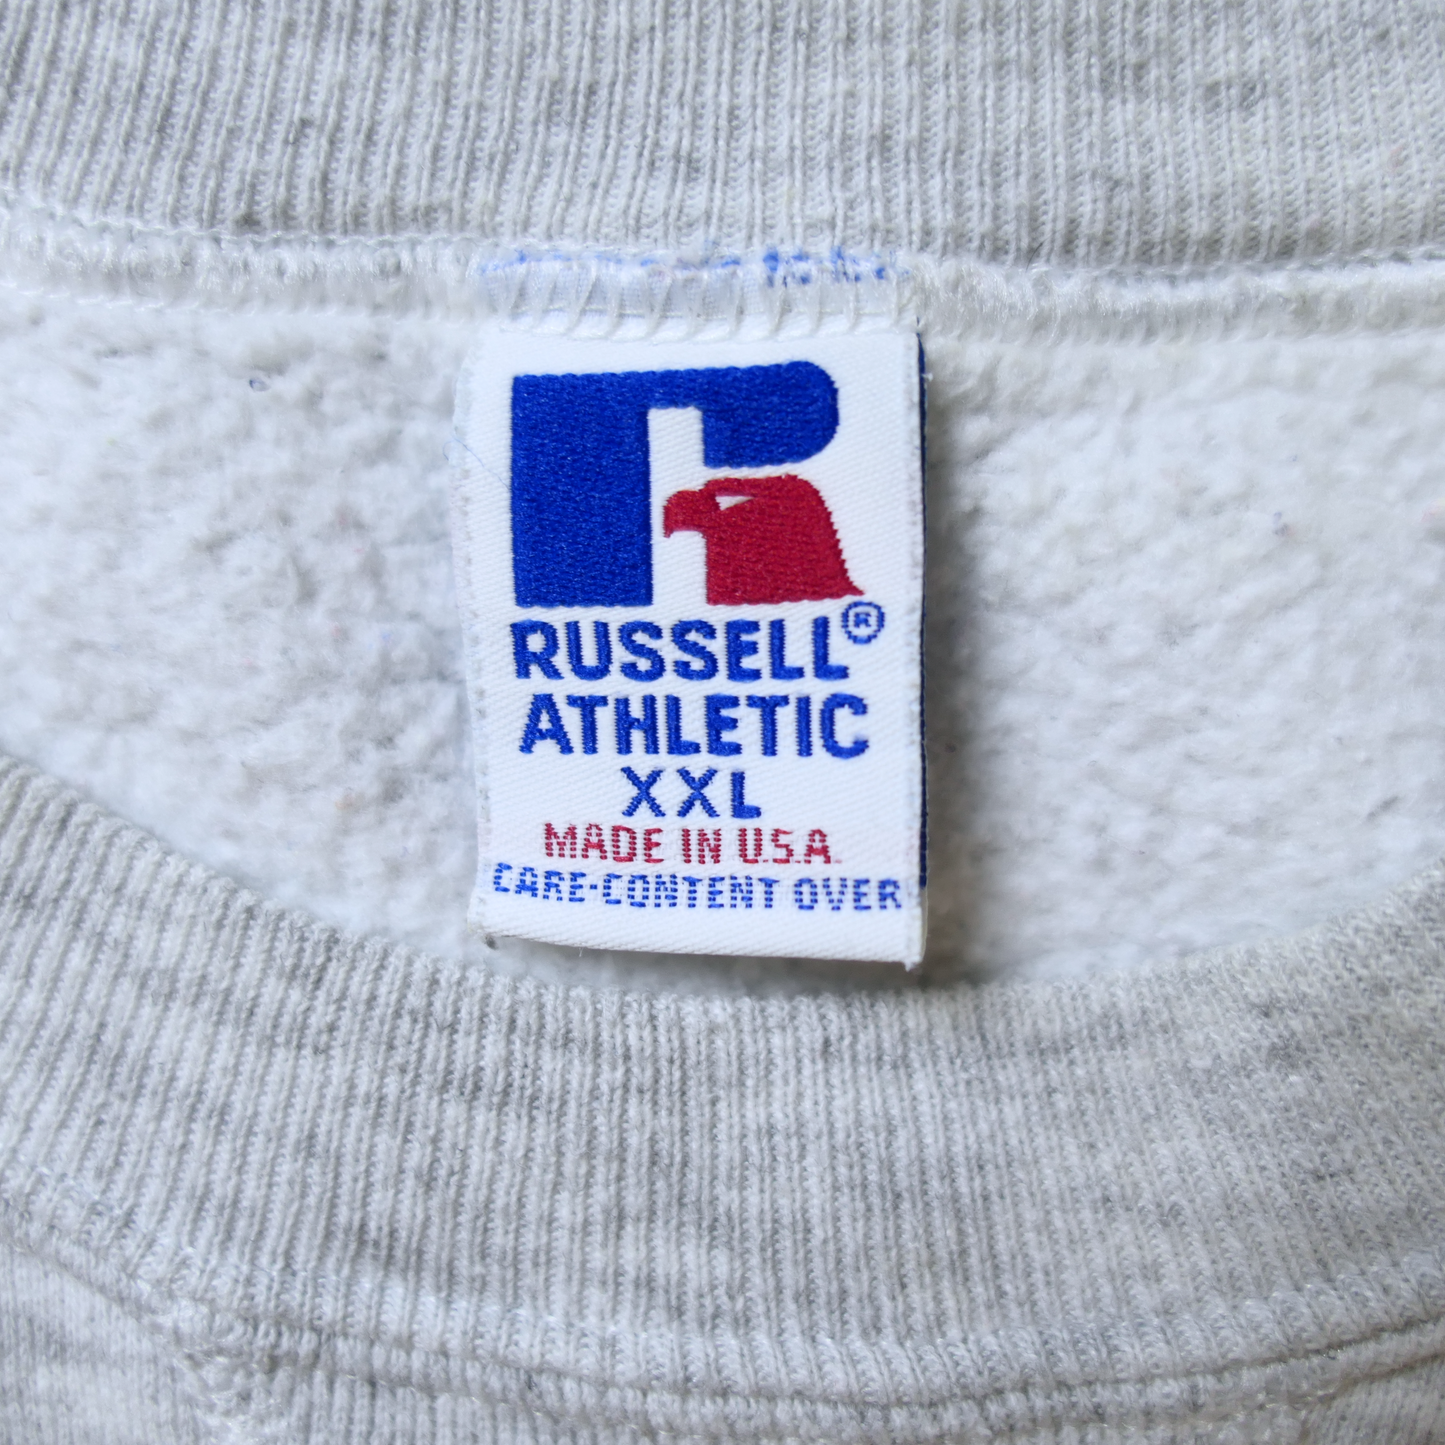 RUSSELL®
ATHLETIC
XXL
MADE IN U.S.A.
CARE-CONTENT OVER